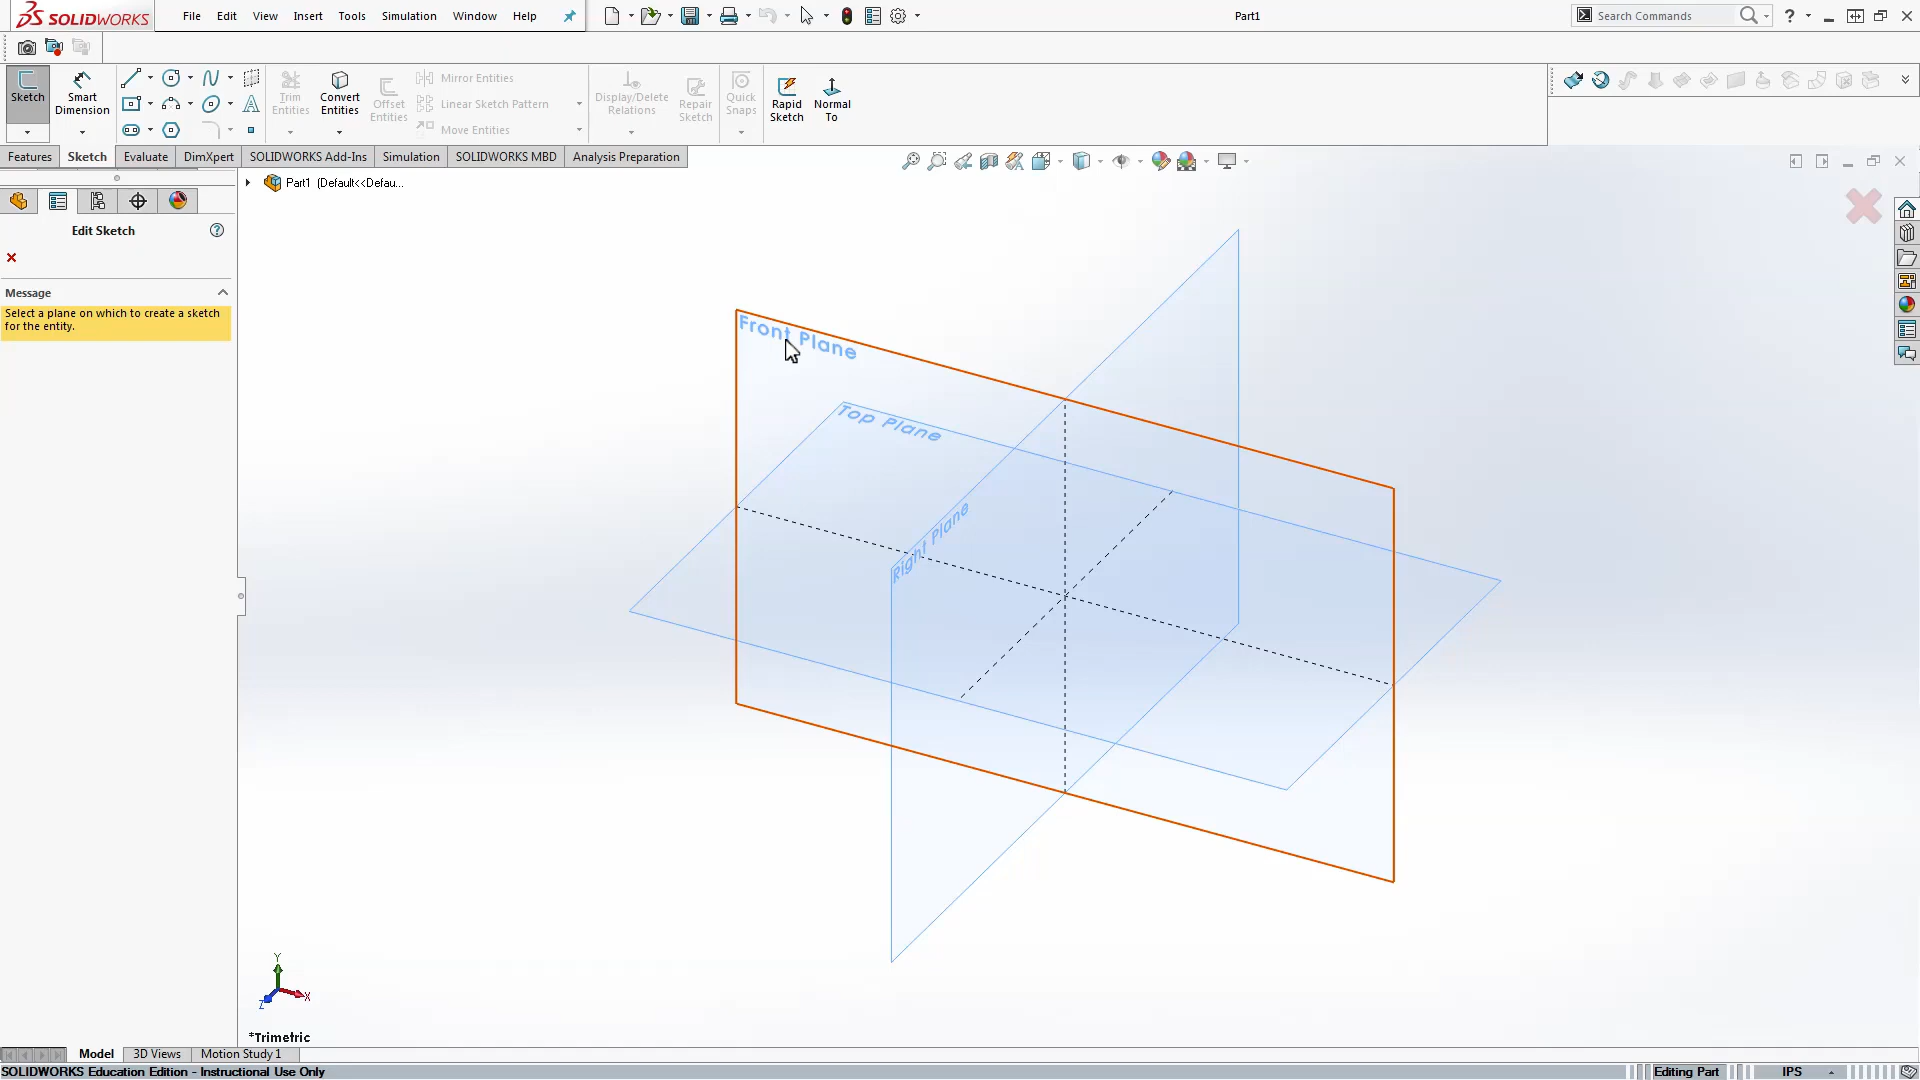 SOLIDWORKS
File Edit View Insert Tools Simulation Window Help
Part1
Search Commands
?
Sketch
Smart Dimension
Trim Entities
Convert Entities
Offset Entities
Mirror Entities
Linear Sketch Pattern
Move Entities
Display/Delete Relations
Repair Sketch
Quick Snaps
Rapid Sketch
Normal To
Features Sketch Evaluate DimXpert SOLIDWORKS Add-Ins Simulation SOLIDWORKS MBD Analysis Preparation
Part1 (Default<<Defau...
Edit Sketch
?
Message
Select a plane on which to create a sketch
for the entity.
Front Plane
Top Plane
Right Plane
Y
X
Z
*Trimetric
Model 3D Views Motion Study 1
SOLIDWORKS Education Edition - Instructional Use Only
Editing Part
IPS